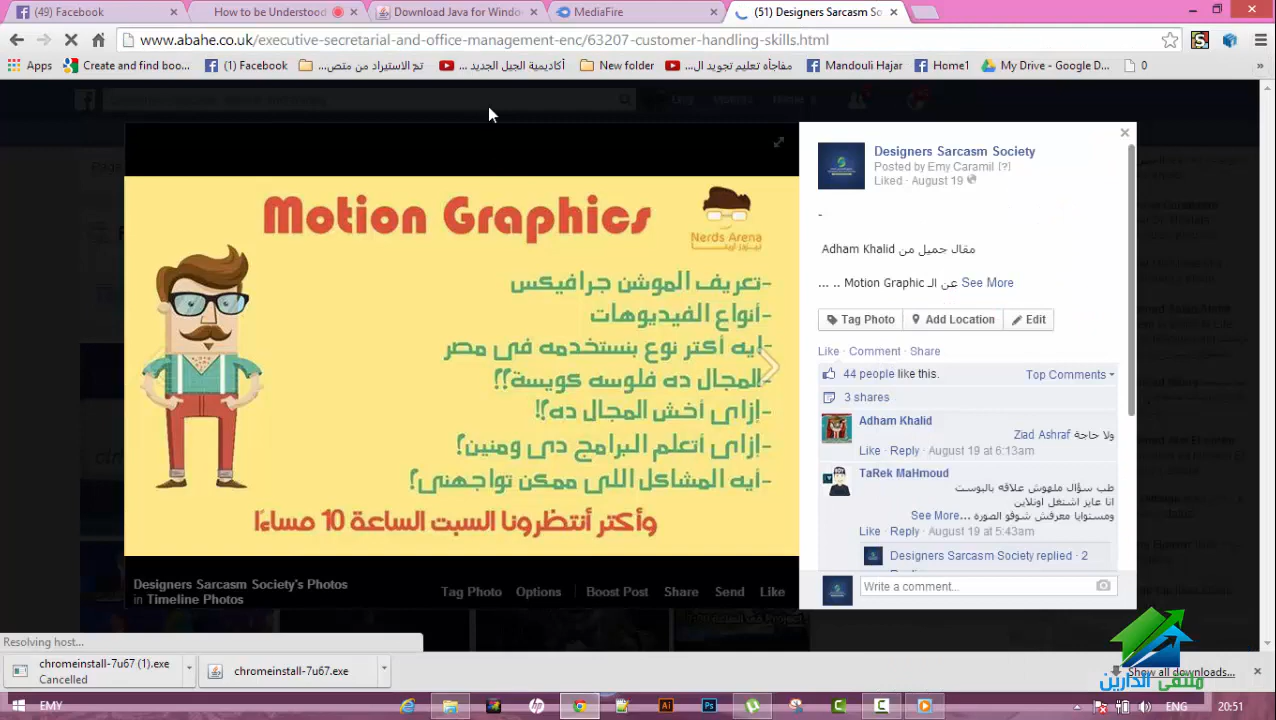 (49) Facebook
How to be Understood
Download Java for Windo
MediaFire
(51) Designers Sarcasm So
www.abahe.co.uk/executive-secretarial-and-office-management-enc/63207-customer-handling-skills.html
Apps
Create and find boo...
(1) Facebook
تم الاستيراد من متص...
أكاديمية الجيل الجديد ...
New folder
مفاجأه تعليم تجويد ال...
Mandouli Hajar
Home1
My Drive - Google D...
0
»
Motion Graphics
Nerds Arena
نيردز أرينا
-تعريف الموشن جرافيكس
-أنواع الفيديوهات
-إيه أكتر نوع بنستخدمه فى مصر
-المجال ده فلوسه كويسة؟؟
-إزاى أخش المجال ده؟!
-إزاى أتعلم البرامج دى ومنين؟
-أيه المشاكل اللى ممكن تواجهنى؟
وأكتر أنتظرونا السبت الساعة 10 مساءا
Designers Sarcasm Society's Photos
in Timeline Photos
Tag Photo
Options
Boost Post
Share
Send
Like
Designers Sarcasm Society
Posted by Emy Caramil [?]
Liked · August 19
-
مقال جميل من Adham Khalid
عن الـ Motion Graphic .. ... See More
Tag Photo
Add Location
Edit
Like · Comment · Share
44 people like this.
Top Comments
3 shares
Adham Khalid
ولا حاجة Ziad Ashraf
Like · Reply · August 19 at 6:13am
TaRek MaHmoud
طب سؤال ملهوش علاقه بالبوست
انا عايز اشتغل اونلاين
ومستوايا معرفش شوفو الصوره ...See More
Like · Reply · August 19 at 5:43am
Designers Sarcasm Society replied · 2
Write a comment...
Resolving host...
chromeinstall-7u67 (1).exe
Cancelled
chromeinstall-7u67.exe
Show all downloads...
ملتقى الدارين
EMY
ENG
20:51